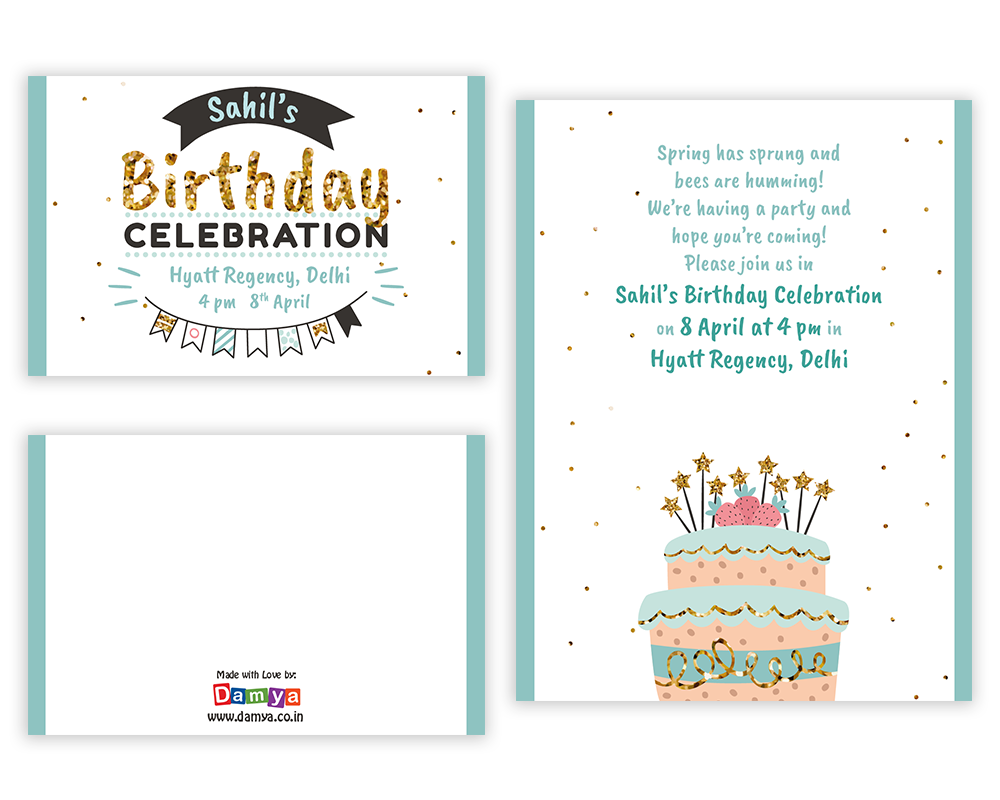 Sahil's
Birthday
CELEBRATION
Hyatt Regency, Delhi
4 pm 8th April
Spring has sprung and
bees are humming!
We're having a party and
hope you're coming!
Please join us in
Sahil's Birthday Celebration
on 8 April at 4 pm in
Hyatt Regency, Delhi
Made with Love by:
Damya
www.damya.co.in